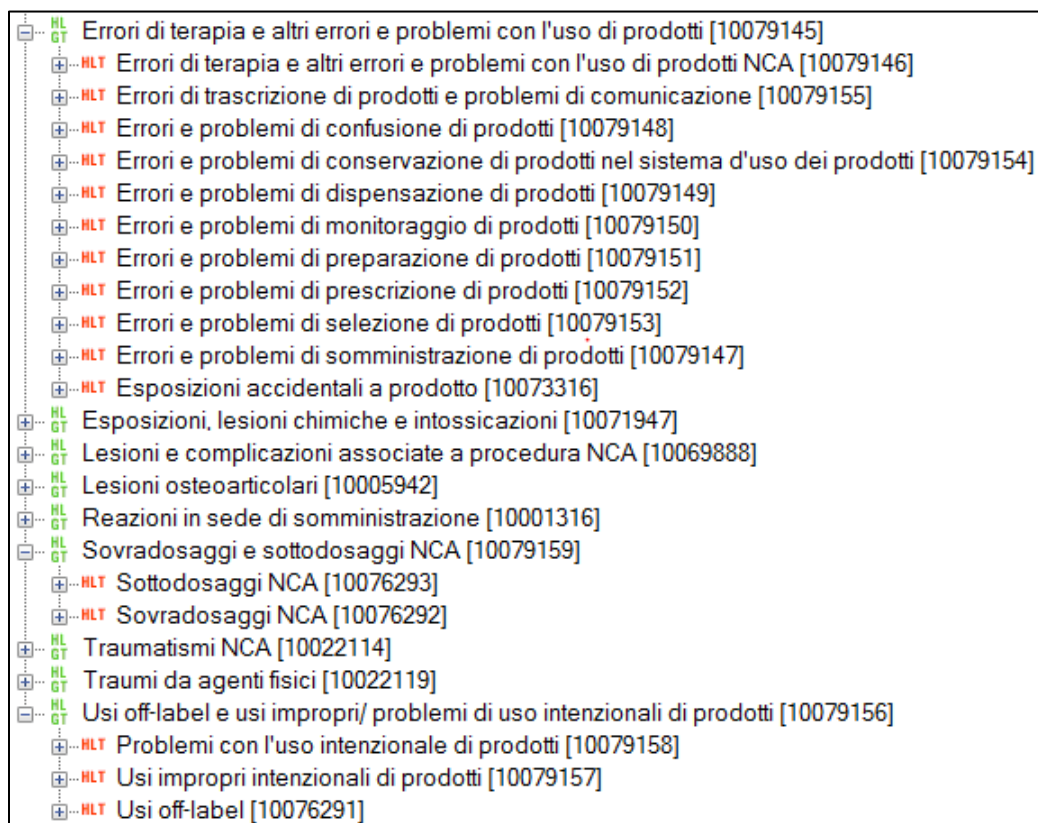 HLGT Errori di terapia e altri errori e problemi con l'uso di prodotti [10079145]
HLT Errori di terapia e altri errori e problemi con l'uso di prodotti NCA [10079146]
HLT Errori di trascrizione di prodotti e problemi di comunicazione [10079155]
HLT Errori e problemi di confusione di prodotti [10079148]
HLT Errori e problemi di conservazione di prodotti nel sistema d'uso dei prodotti [10079154]
HLT Errori e problemi di dispensazione di prodotti [10079149]
HLT Errori e problemi di monitoraggio di prodotti [10079150]
HLT Errori e problemi di preparazione di prodotti [10079151]
HLT Errori e problemi di prescrizione di prodotti [10079152]
HLT Errori e problemi di selezione di prodotti [10079153]
HLT Errori e problemi di somministrazione di prodotti [10079147]
HLT Esposizioni accidentali a prodotto [10073316]
HLGT Esposizioni, lesioni chimiche e intossicazioni [10071947]
HLGT Lesioni e complicazioni associate a procedura NCA [10069888]
HLGT Lesioni osteoarticolari [10005942]
HLGT Reazioni in sede di somministrazione [10001316]
HLGT Sovradosaggi e sottodosaggi NCA [10079159]
HLT Sottodosaggi NCA [10076293]
HLT Sovradosaggi NCA [10076292]
HLGT Traumatismi NCA [10022114]
HLGT Traumi da agenti fisici [10022119]
HLGT Usi off-label e usi impropri/ problemi di uso intenzionali di prodotti [10079156]
HLT Problemi con l'uso intenzionale di prodotti [10079158]
HLT Usi impropri intenzionali di prodotti [10079157]
HLT Usi off-label [10076291]